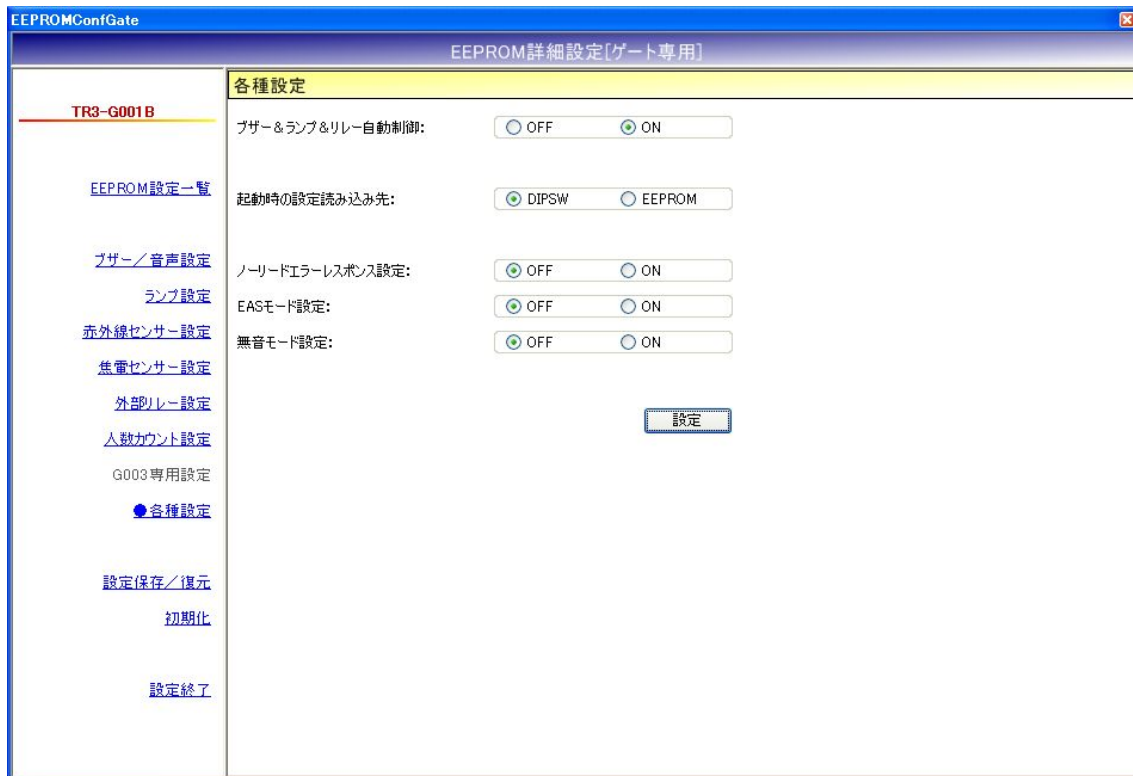 EEPROMConfGate
EEPROM詳細設定[ゲート専用]
TR3-G001B
EEPROM設定一覧
ブザー／音声設定
ランプ設定
赤外線センサー設定
焦電センサー設定
外部リレー設定
人数カウント設定
G003専用設定
●各種設定
設定保存／復元
初期化
設定終了
各種設定
ブザー＆ランプ＆リレー自動制御: OFF ON
起動時の設定読み込み先: DIPSW EEPROM
ノーリードエラーレスポンス設定: OFF ON
EASモード設定: OFF ON
無音モード設定: OFF ON
設定